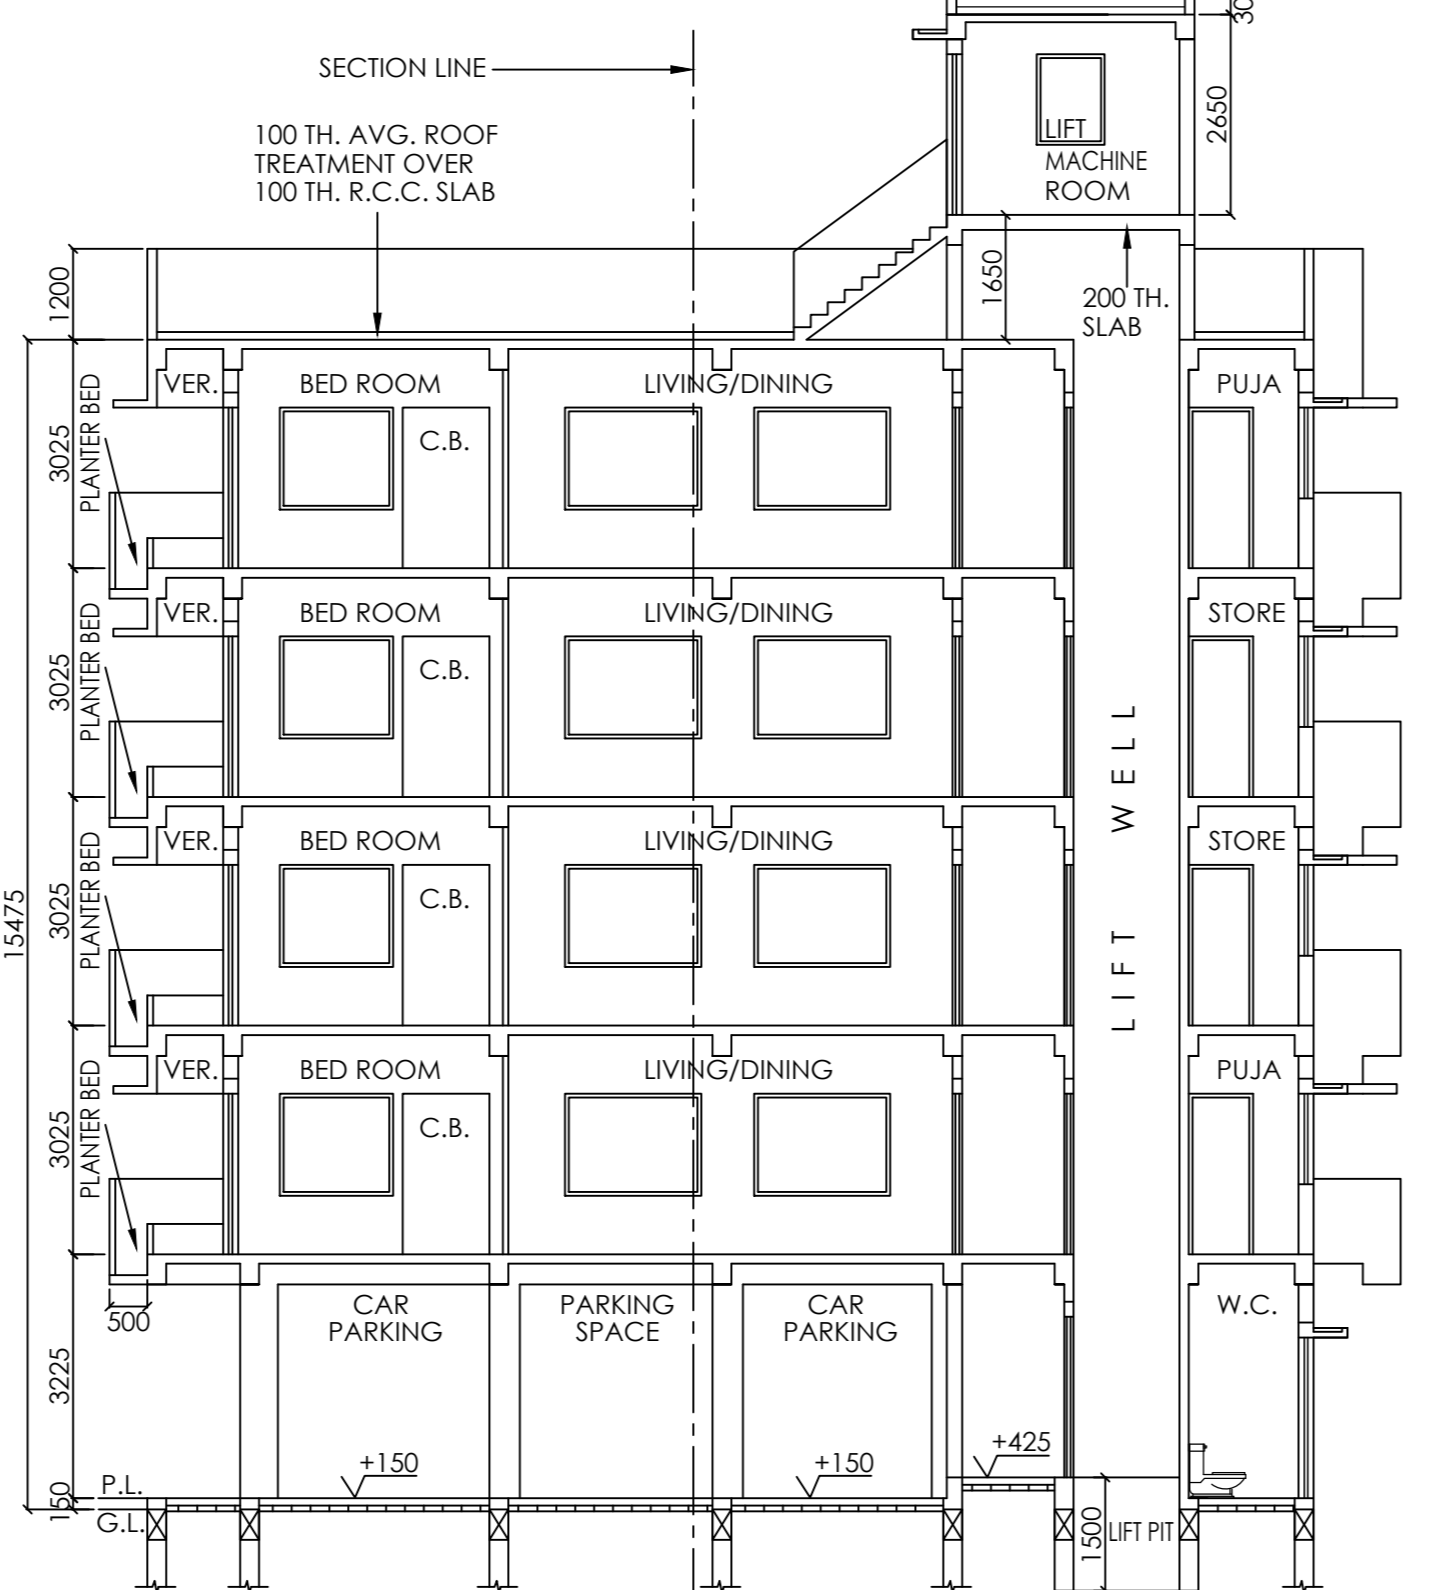 30
SECTION LINE
2650
100 TH. AVG. ROOF
TREATMENT OVER
100 TH. R.C.C. SLAB
LIFT
MACHINE
ROOM
1200
1650
200 TH.
SLAB
PLANTER BED
3025
VER.
BED ROOM
C.B.
LIVING/DINING
PUJA
PLANTER BED
3025
VER.
BED ROOM
C.B.
LIVING/DINING
STORE
LIFT WELL
15475
PLANTER BED
3025
VER.
BED ROOM
C.B.
LIVING/DINING
STORE
PLANTER BED
3025
VER.
BED ROOM
C.B.
LIVING/DINING
PUJA
500
3225
CAR
PARKING
PARKING
SPACE
CAR
PARKING
W.C.
+150
+150
+425
150
P.L.
G.L.
1500
LIFT PIT